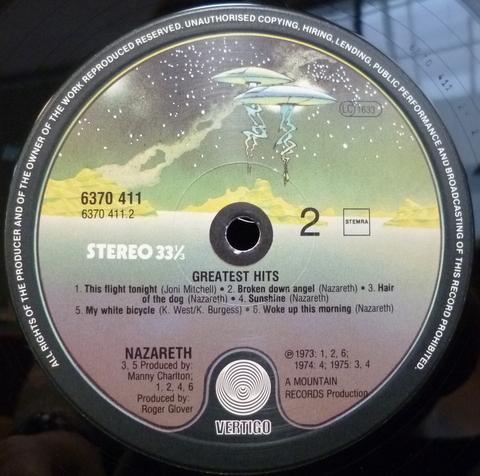 ALL RIGHTS OF THE PRODUCER AND OF THE OWNER OF THE WORK REPRODUCED RESERVED. UNAUTHORISED COPYING, HIRING, LENDING, PUBLIC PERFORMANCE AND BROADCASTING OF THIS RECORD PROHIBITED.
LC 1633
6370 411
6370 411.2
2
STEMRA
STEREO 33⅓
GREATEST HITS
1. This flight tonight (Joni Mitchell) • 2. Broken down angel (Nazareth) • 3. Hair
of the dog (Nazareth) • 4. Sunshine (Nazareth)
5. My white bicycle (K. West/K. Burgess) • 6. Woke up this morning (Nazareth)
NAZARETH
3, 5 Produced by:
Manny Charlton;
1, 2, 4, 6
Produced by:
Roger Glover
℗ 1973: 1, 2, 6;
1974: 4; 1975: 3, 4
A MOUNTAIN
RECORDS Production
VERTIGO